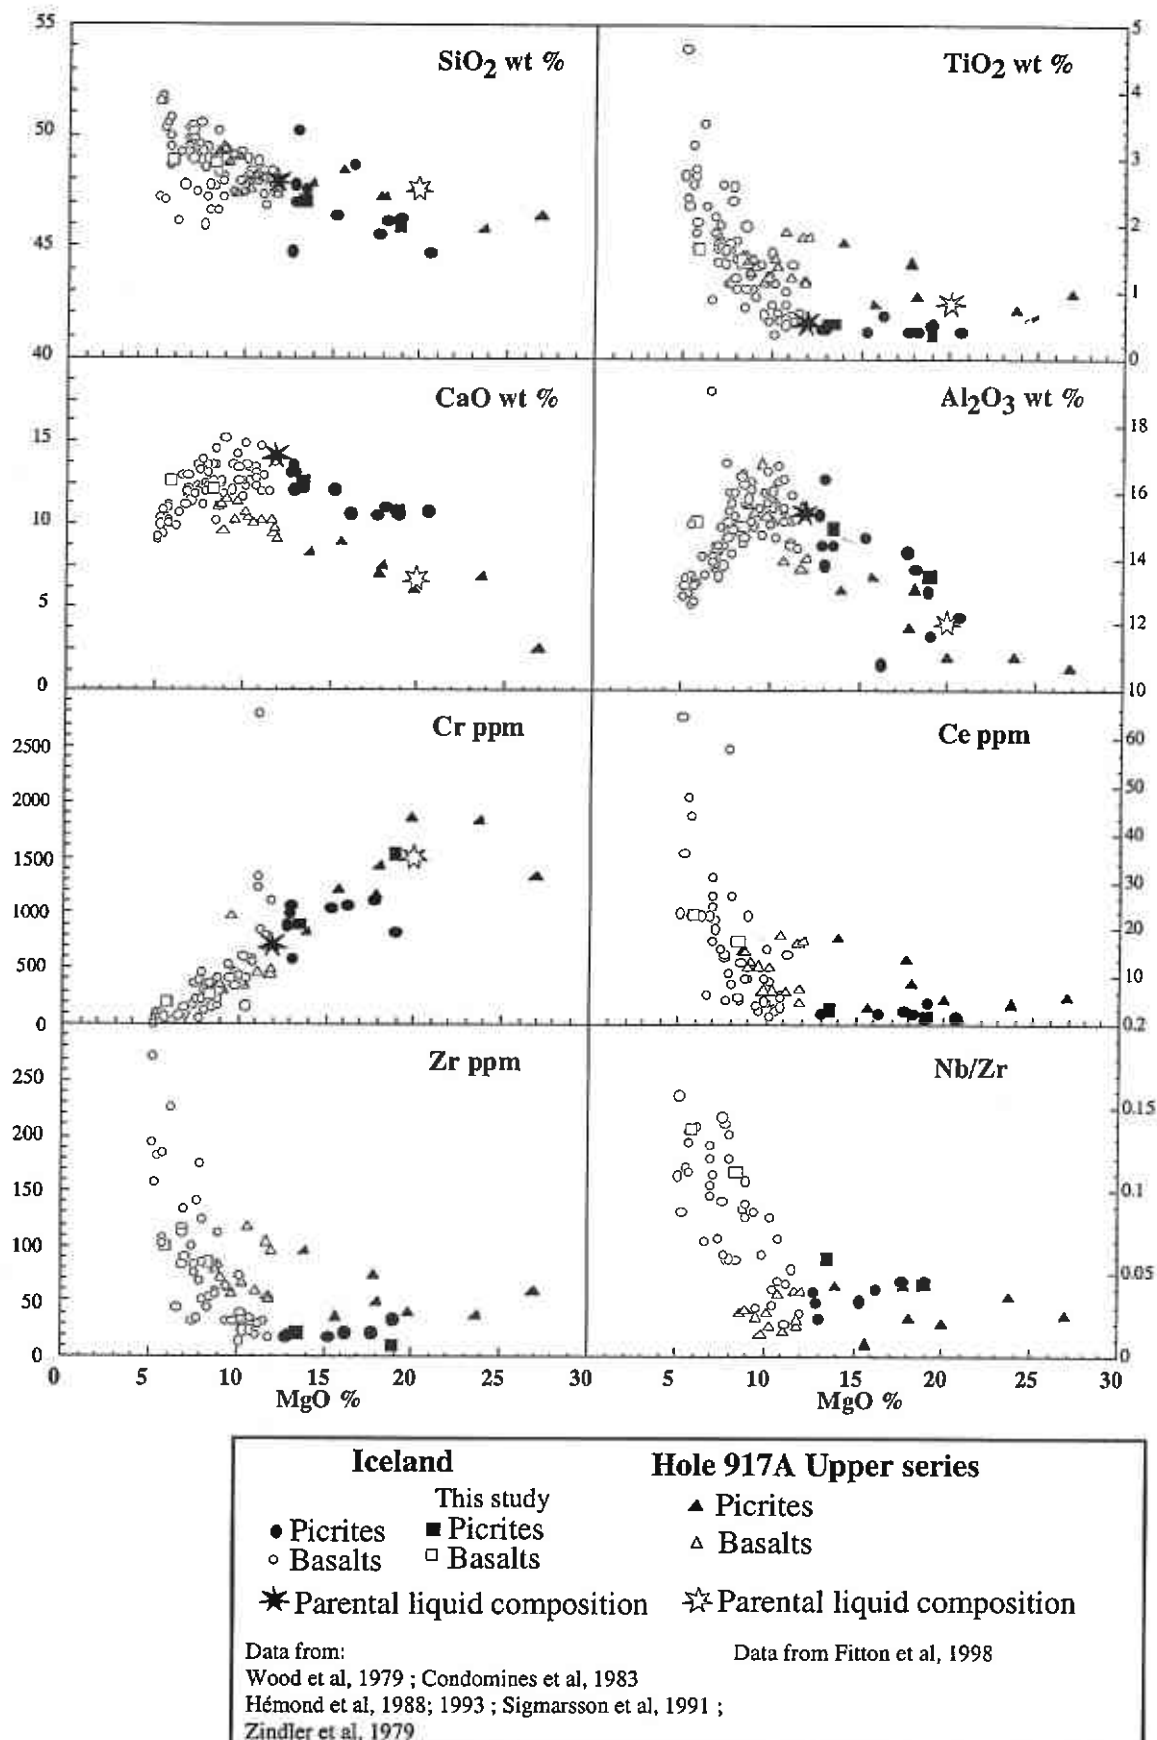 55
50
45
40
SiO2 wt %
TiO2 wt %
5
4
3
2
1
0
15
10
5
0
CaO wt %
Al2O3 wt %
18
16
14
12
10
2500
2000
1500
1000
500
0
Cr ppm
Ce ppm
60
50
40
30
20
10
0.2
250
200
150
100
50
0
Zr ppm
Nb/Zr
0.15
0.1
0.05
0
0 5 10 15 20 25 30
5 10 15 20 25 30
MgO % MgO %
Iceland Hole 917A Upper series
This study
Picrites Picrites Picrites
Basalts Basalts Basalts
Parental liquid composition Parental liquid composition
Data from: Data from Fitton et al, 1998
Wood et al, 1979 ; Condomines et al, 1983
Hémond et al, 1988; 1993 ; Sigmarsson et al, 1991 ;
Zindler et al, 1979